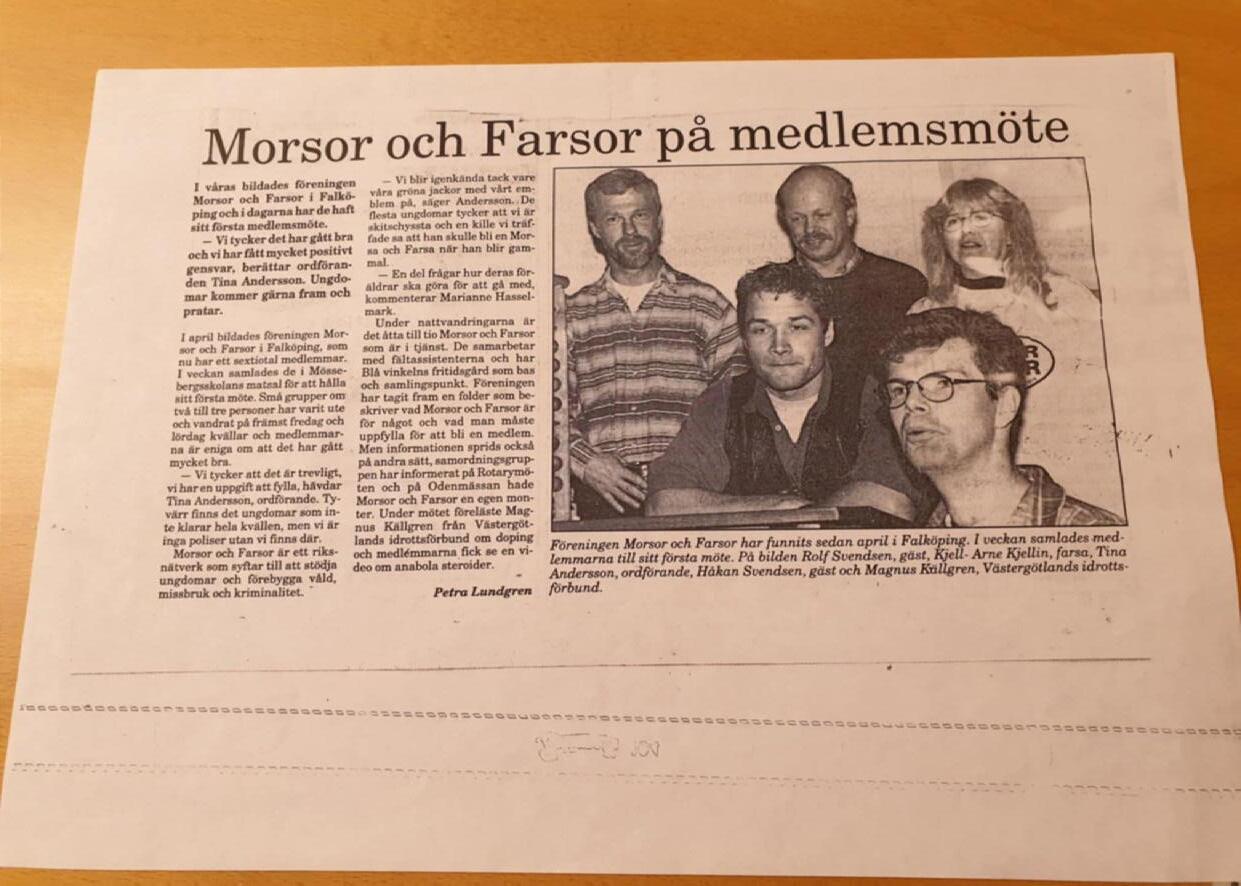 Morsor och Farsor på medlemsmöte
I våras bildades föreningen
Morsor och Farsor i Falkö-
ping och i dagarna har de haft
sitt första medlemsmöte.
— Vi tycker det har gått bra
och vi har fått mycket positivt
gensvar, berättar ordföran-
den Tina Andersson. Ungdo-
mar kommer gärna fram och
pratar.
I april bildades föreningen Mor-
sor och Farsor i Falköping, som
nu har ett sextiotal medlemmar.
I veckan samlades de i Mösse-
bergsskolans matsal för att hålla
sitt första möte. Små grupper om
två till tre personer har varit ute
och vandrat på främst fredag och
lördag kvällar och medlemmar-
na är eniga om att det har gått
mycket bra.
— Vi tycker att det är trevligt,
vi har en uppgift att fylla, hävdar
Tina Andersson, ordförande. Ty-
värr finns det ungdomar som in-
te klarar hela kvällen, men vi är
inga poliser utan vi finns där.
Morsor och Farsor är ett riks-
nätverk som syftar till att stödja
ungdomar och förebygga våld,
missbruk och kriminalitet.
— Vi blir igenkända tack vare
våra gröna jackor med vårt em-
blem på, säger Andersson. De
flesta ungdomar tycker att vi är
skitschyssta och en kille vi träf-
fade sa att han skulle bli en Mor-
sa och Farsa när han blir gam-
mal.
— En del frågar hur deras för-
äldrar ska göra för att gå med,
kommenterar Marianne Hassel-
mark.
Under nattvandringarna är
det åtta till tio Morsor och Farsor
som är i tjänst. De samarbetar
med fältassistenterna och har
Blå vinkelns fritidsgård som bas
och samlingspunkt. Föreningen
har tagit fram en folder som be-
skriver vad Morsor och Farsor är
för något och vad man måste
uppfylla för att bli en medlem.
Men informationen sprids också
på andra sätt, samordningsgrup-
pen har informerat på Rotarymö-
ten och på Odenmässan hade
Morsor och Farsor en egen mon-
ter. Under mötet föreläste Mag-
nus Källgren från Västergöt-
lands idrottsförbund om doping
och medlemmarna fick se en vi-
deo om anabola steroider.
Petra Lundgren
Föreningen Morsor och Farsor har funnits sedan april i Falköping. I veckan samlades med-
lemmarna till sitt första möte. På bilden Rolf Svendsen, gäst, Kjell-Arne Kjellin, farsa, Tina
Andersson, ordförande, Håkan Svendsen, gäst och Magnus Källgren, Västergötlands idrotts-
förbund.